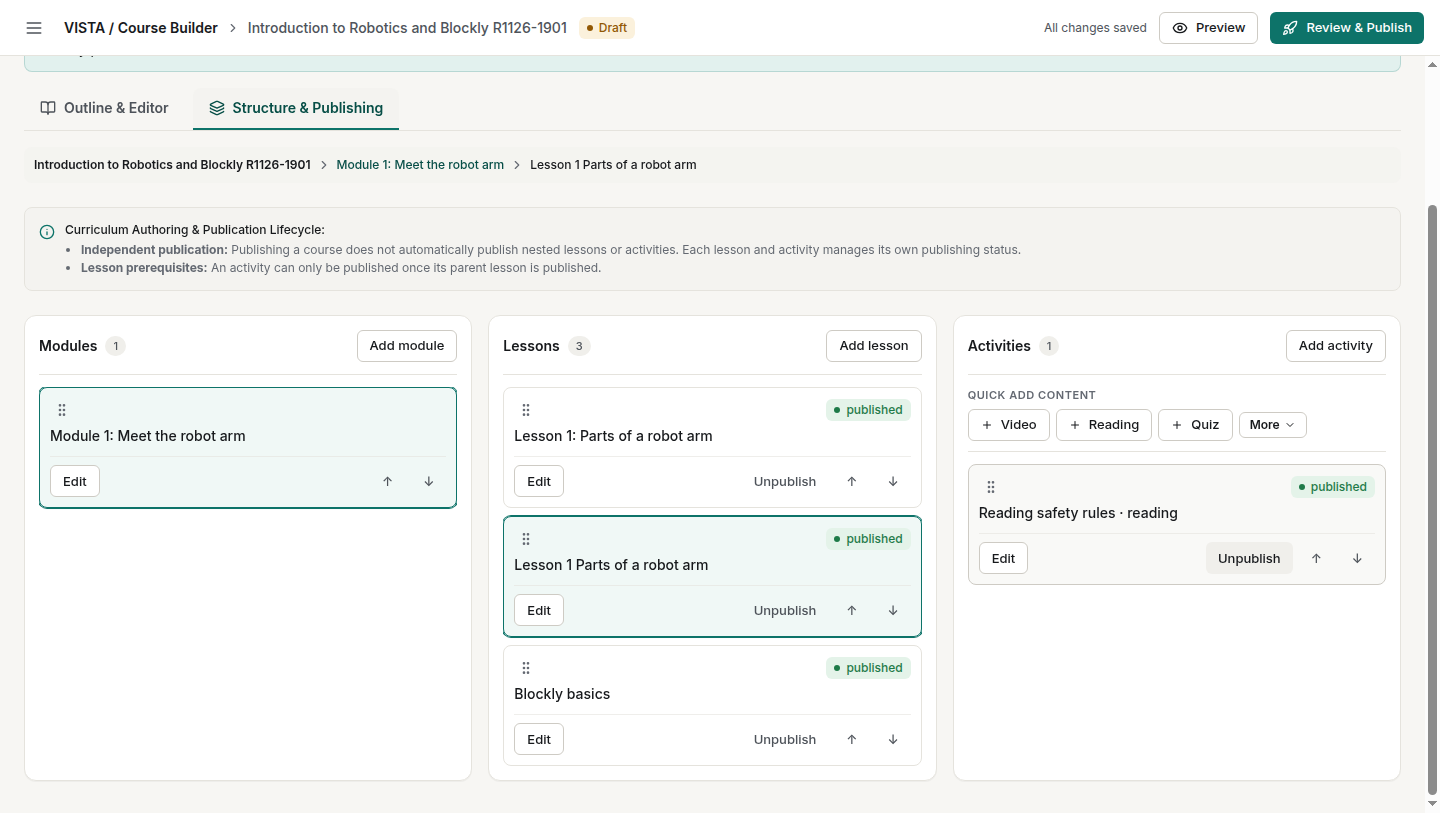 VISTA / Course Builder
Introduction to Robotics and Blockly R1126-1901
Draft
All changes saved
Preview
Review & Publish
Outline & Editor
Structure & Publishing
Introduction to Robotics and Blockly R1126-1901
Module 1: Meet the robot arm
Lesson 1 Parts of a robot arm
Curriculum Authoring & Publication Lifecycle:
• Independent publication: Publishing a course does not automatically publish nested lessons or activities. Each lesson and activity manages its own publishing status.
• Lesson prerequisites: An activity can only be published once its parent lesson is published.
Modules 1
Add module
Module 1: Meet the robot arm
Edit
Lessons 3
Add lesson
published
Lesson 1: Parts of a robot arm
Edit
Unpublish
published
Lesson 1 Parts of a robot arm
Edit
Unpublish
published
Blockly basics
Edit
Unpublish
Activities 1
Add activity
QUICK ADD CONTENT
+ Video
+ Reading
+ Quiz
More
published
Reading safety rules · reading
Edit
Unpublish